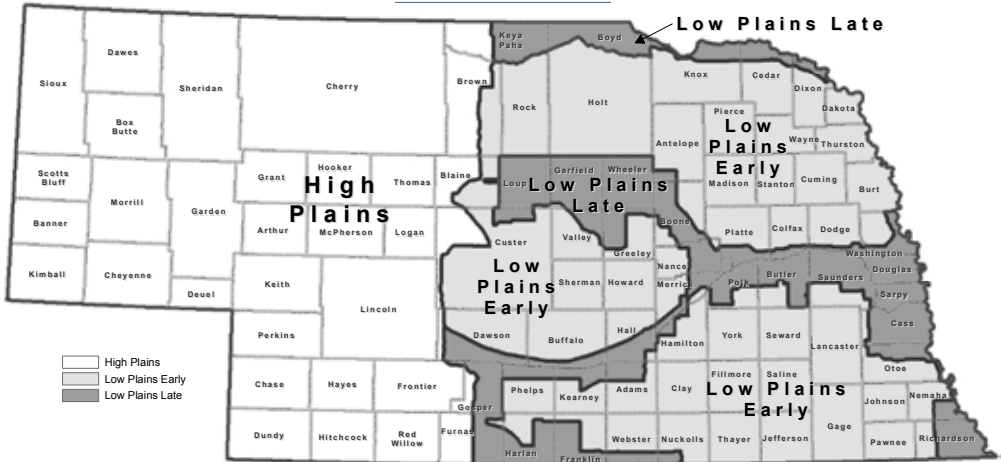 Low Plains Late
Keya
Paha
Boyd
Dawes
Sioux
Sheridan
Cherry
Brown
Rock
Holt
Knox
Cedar
Dixon
Dakota
Box
Butte
Pierce
Antelope
Low
Plains
Early
Wayne
Thurston
Scotts
Bluff
Morrill
Garden
Grant
Hooker
Thomas
Blaine
High
Plains
Loup
Garfield
Wheeler
Low Plains
Late
Madison
Stanton
Cuming
Burt
Banner
Arthur
McPherson
Logan
Custer
Valley
Greeley
Boone
Platte
Colfax
Dodge
Washington
Kimball
Cheyenne
Deuel
Keith
Lincoln
Low
Plains
Early
Sherman
Howard
Nance
Merrick
Polk
Butler
Saunders
Douglas
Sarpy
Cass
Perkins
Dawson
Buffalo
Hall
Hamilton
York
Seward
Lancaster
Otoe
High Plains
Low Plains Early
Low Plains Late
Chase
Hayes
Frontier
Gosper
Phelps
Kearney
Adams
Clay
Fillmore
Saline
Low Plains
Early
Johnson
Nemaha
Dundy
Hitchcock
Red
Willow
Furnas
Harlan
Franklin
Webster
Nuckolls
Thayer
Jefferson
Gage
Pawnee
Richardson